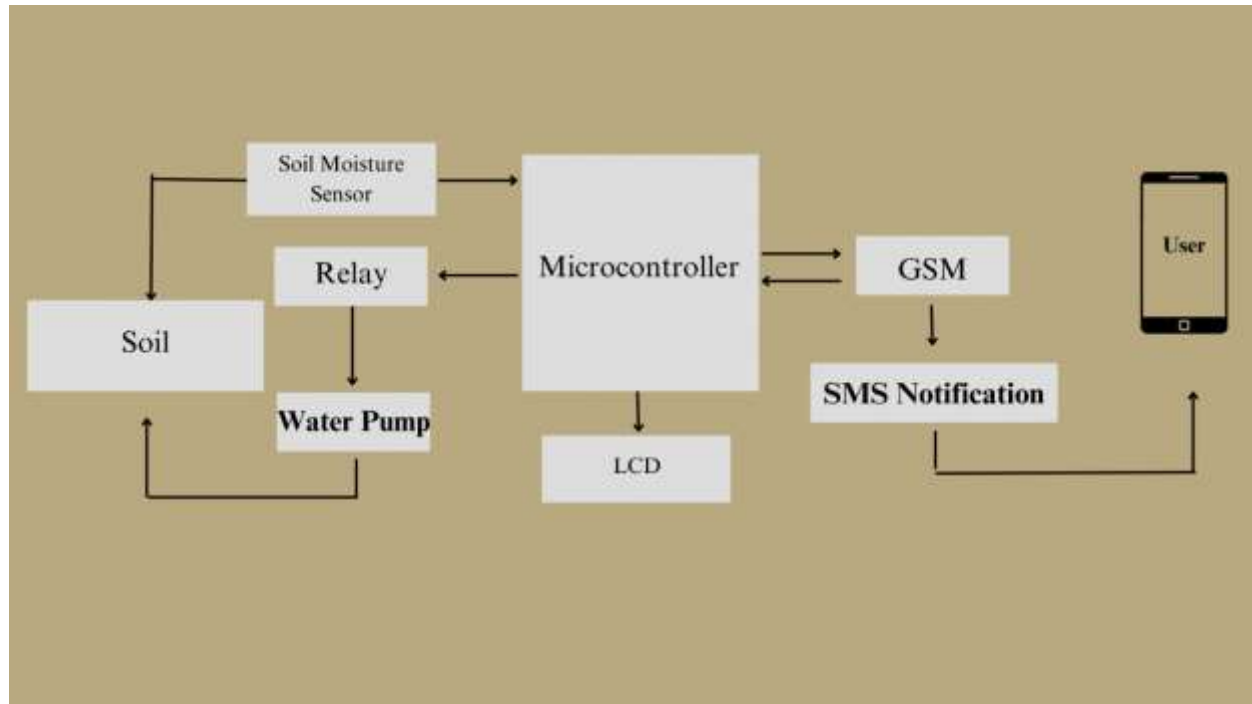 Soil Moisture
Sensor
Microcontroller
User
Relay
GSM
Soil
SMS Notification
Water Pump
LCD